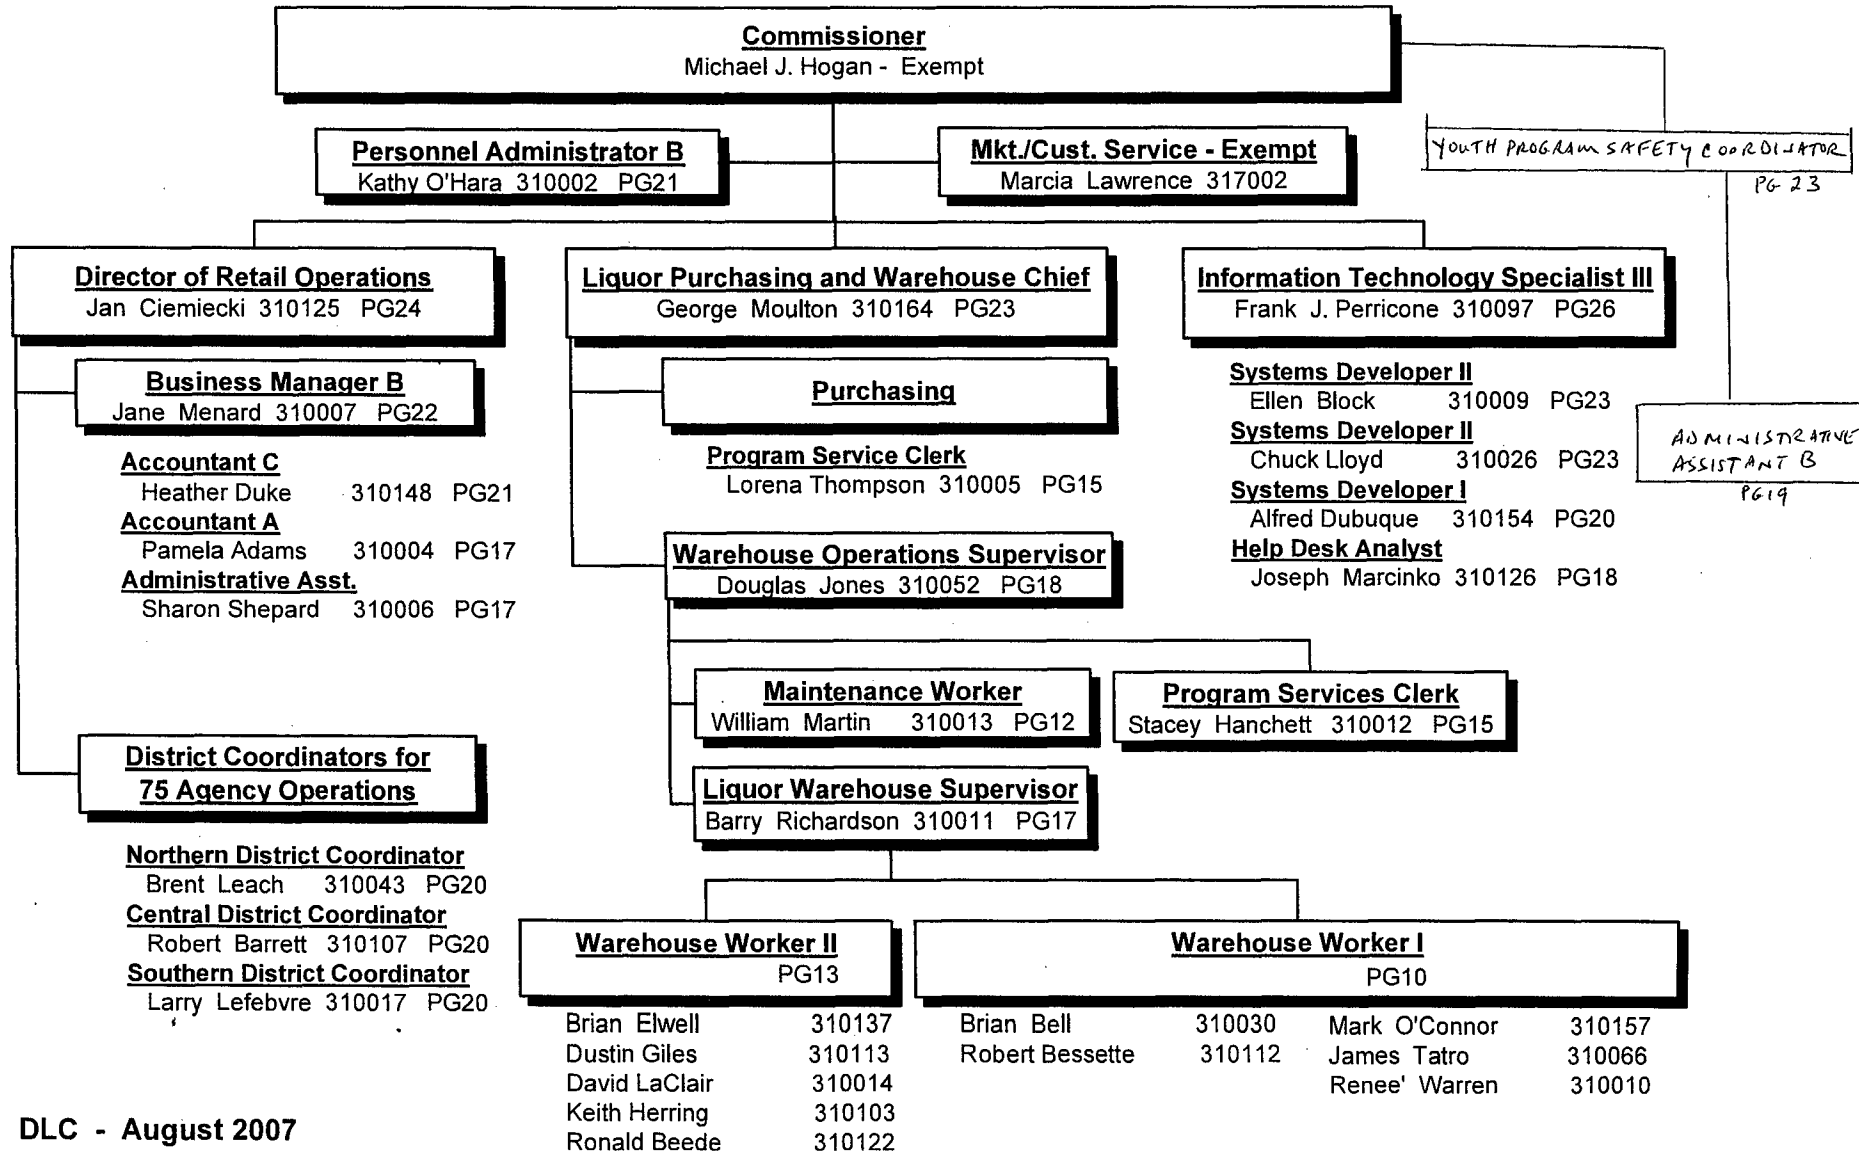 Commissioner
Michael J. Hogan - Exempt
Personnel Administrator B
Kathy O'Hara 310002 PG21
Mkt./Cust. Service - Exempt
Marcia Lawrence 317002
YOUTH PROGRAM SAFETY COORDINATOR
PG 23
Director of Retail Operations
Jan Ciemiecki 310125 PG24
Liquor Purchasing and Warehouse Chief
George Moulton 310164 PG23
Information Technology Specialist III
Frank J. Perricone 310097 PG26
Business Manager B
Jane Menard 310007 PG22
Accountant C
Heather Duke 310148 PG21
Accountant A
Pamela Adams 310004 PG17
Administrative Asst.
Sharon Shepard 310006 PG17
Purchasing
Program Service Clerk
Lorena Thompson 310005 PG15
Systems Developer II
Ellen Block 310009 PG23
Systems Developer II
Chuck Lloyd 310026 PG23
Systems Developer I
Alfred Dubuque 310154 PG20
Help Desk Analyst
Joseph Marcinko 310126 PG18
ADMINISTRATIVE
ASSISTANT B
PG19
Warehouse Operations Supervisor
Douglas Jones 310052 PG18
Maintenance Worker
William Martin 310013 PG12
Program Services Clerk
Stacey Hanchett 310012 PG15
Liquor Warehouse Supervisor
Barry Richardson 310011 PG17
District Coordinators for
75 Agency Operations
Northern District Coordinator
Brent Leach 310043 PG20
Central District Coordinator
Robert Barrett 310107 PG20
Southern District Coordinator
Larry Lefebvre 310017 PG20
Warehouse Worker II
PG13
Brian Elwell 310137
Dustin Giles 310113
David LaClair 310014
Keith Herring 310103
Ronald Beede 310122
Warehouse Worker I
PG10
Brian Bell 310030
Robert Bessette 310112
Mark O'Connor 310157
James Tatro 310066
Renee' Warren 310010
DLC - August 2007